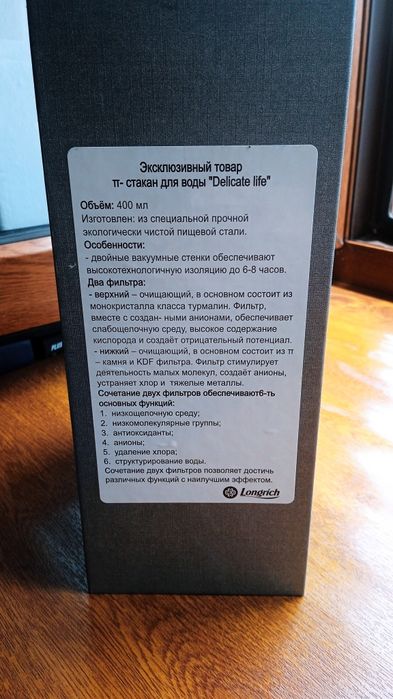 Эксклюзивный товар
π- стакан для воды "Delicate life"
Объём: 400 мл
Изготовлен: из специальной прочной
экологически чистой пищевой стали.
Особенности:
- двойные вакуумные стенки обеспечивают
высокотехнологичную изоляцию до 6-8 часов.
Два фильтра:
- верхний – очищающий, в основном состоит из
монокристалла класса турмалин. Фильтр,
вместе с создан- ными анионами, обеспечивает
слабощелочную среду, высокое содержание
кислорода и создаёт отрицательный потенциал.
- нижкий – очищающий, в основном состоит из π
– камня и KDF фильтра. Фильтр стимулирует
деятельность малых молекул, создаёт анионы,
устраняет хлор и тяжелые металлы.
Сочетание двух фильтров обеспечивают6-ть
основных функций:
1. низкощелочную среду;
2. низкомолекулярные группы;
3. антиоксиданты;
4. анионы;
5. удаление хлора;
6. структурирование воды.
Сочетание двух фильтров позволяет достичь
различных функций с наилучшим эффектом.
Longrich